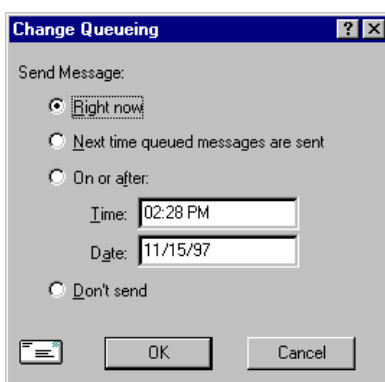 Change Queueing
Send Message:
Right now
Next time queued messages are sent
On or after:
Time: 02:28 PM
Date: 11/15/97
Don't send
OK Cancel